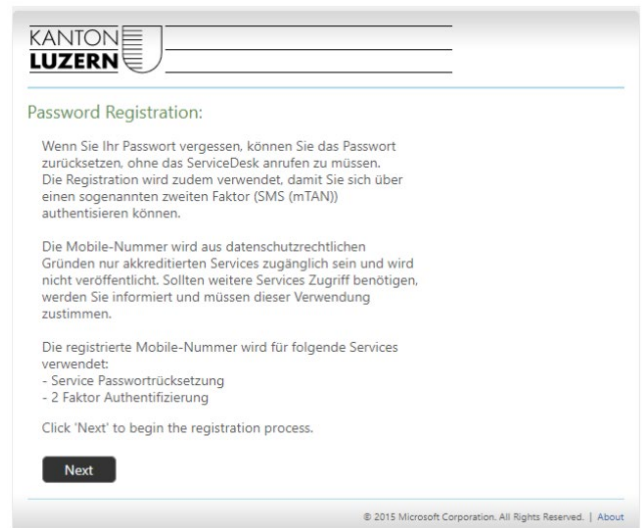 KANTON
LUZERN
Password Registration:
Wenn Sie Ihr Passwort vergessen, können Sie das Passwort
zurücksetzen, ohne das ServiceDesk anrufen zu müssen.
Die Registration wird zudem verwendet, damit Sie sich über
einen sogenannten zweiten Faktor (SMS (mTAN))
authentisieren können.
Die Mobile-Nummer wird aus datenschutzrechtlichen
Gründen nur akkreditierten Services zugänglich sein und wird
nicht veröffentlicht. Sollten weitere Services Zugriff benötigen,
werden Sie informiert und müssen dieser Verwendung
zustimmen.
Die registrierte Mobile-Nummer wird für folgende Services
verwendet:
- Service Passwortrücksetzung
- 2 Faktor Authentifizierung
Click 'Next' to begin the registration process.
Next
© 2015 Microsoft Corporation. All Rights Reserved. | About